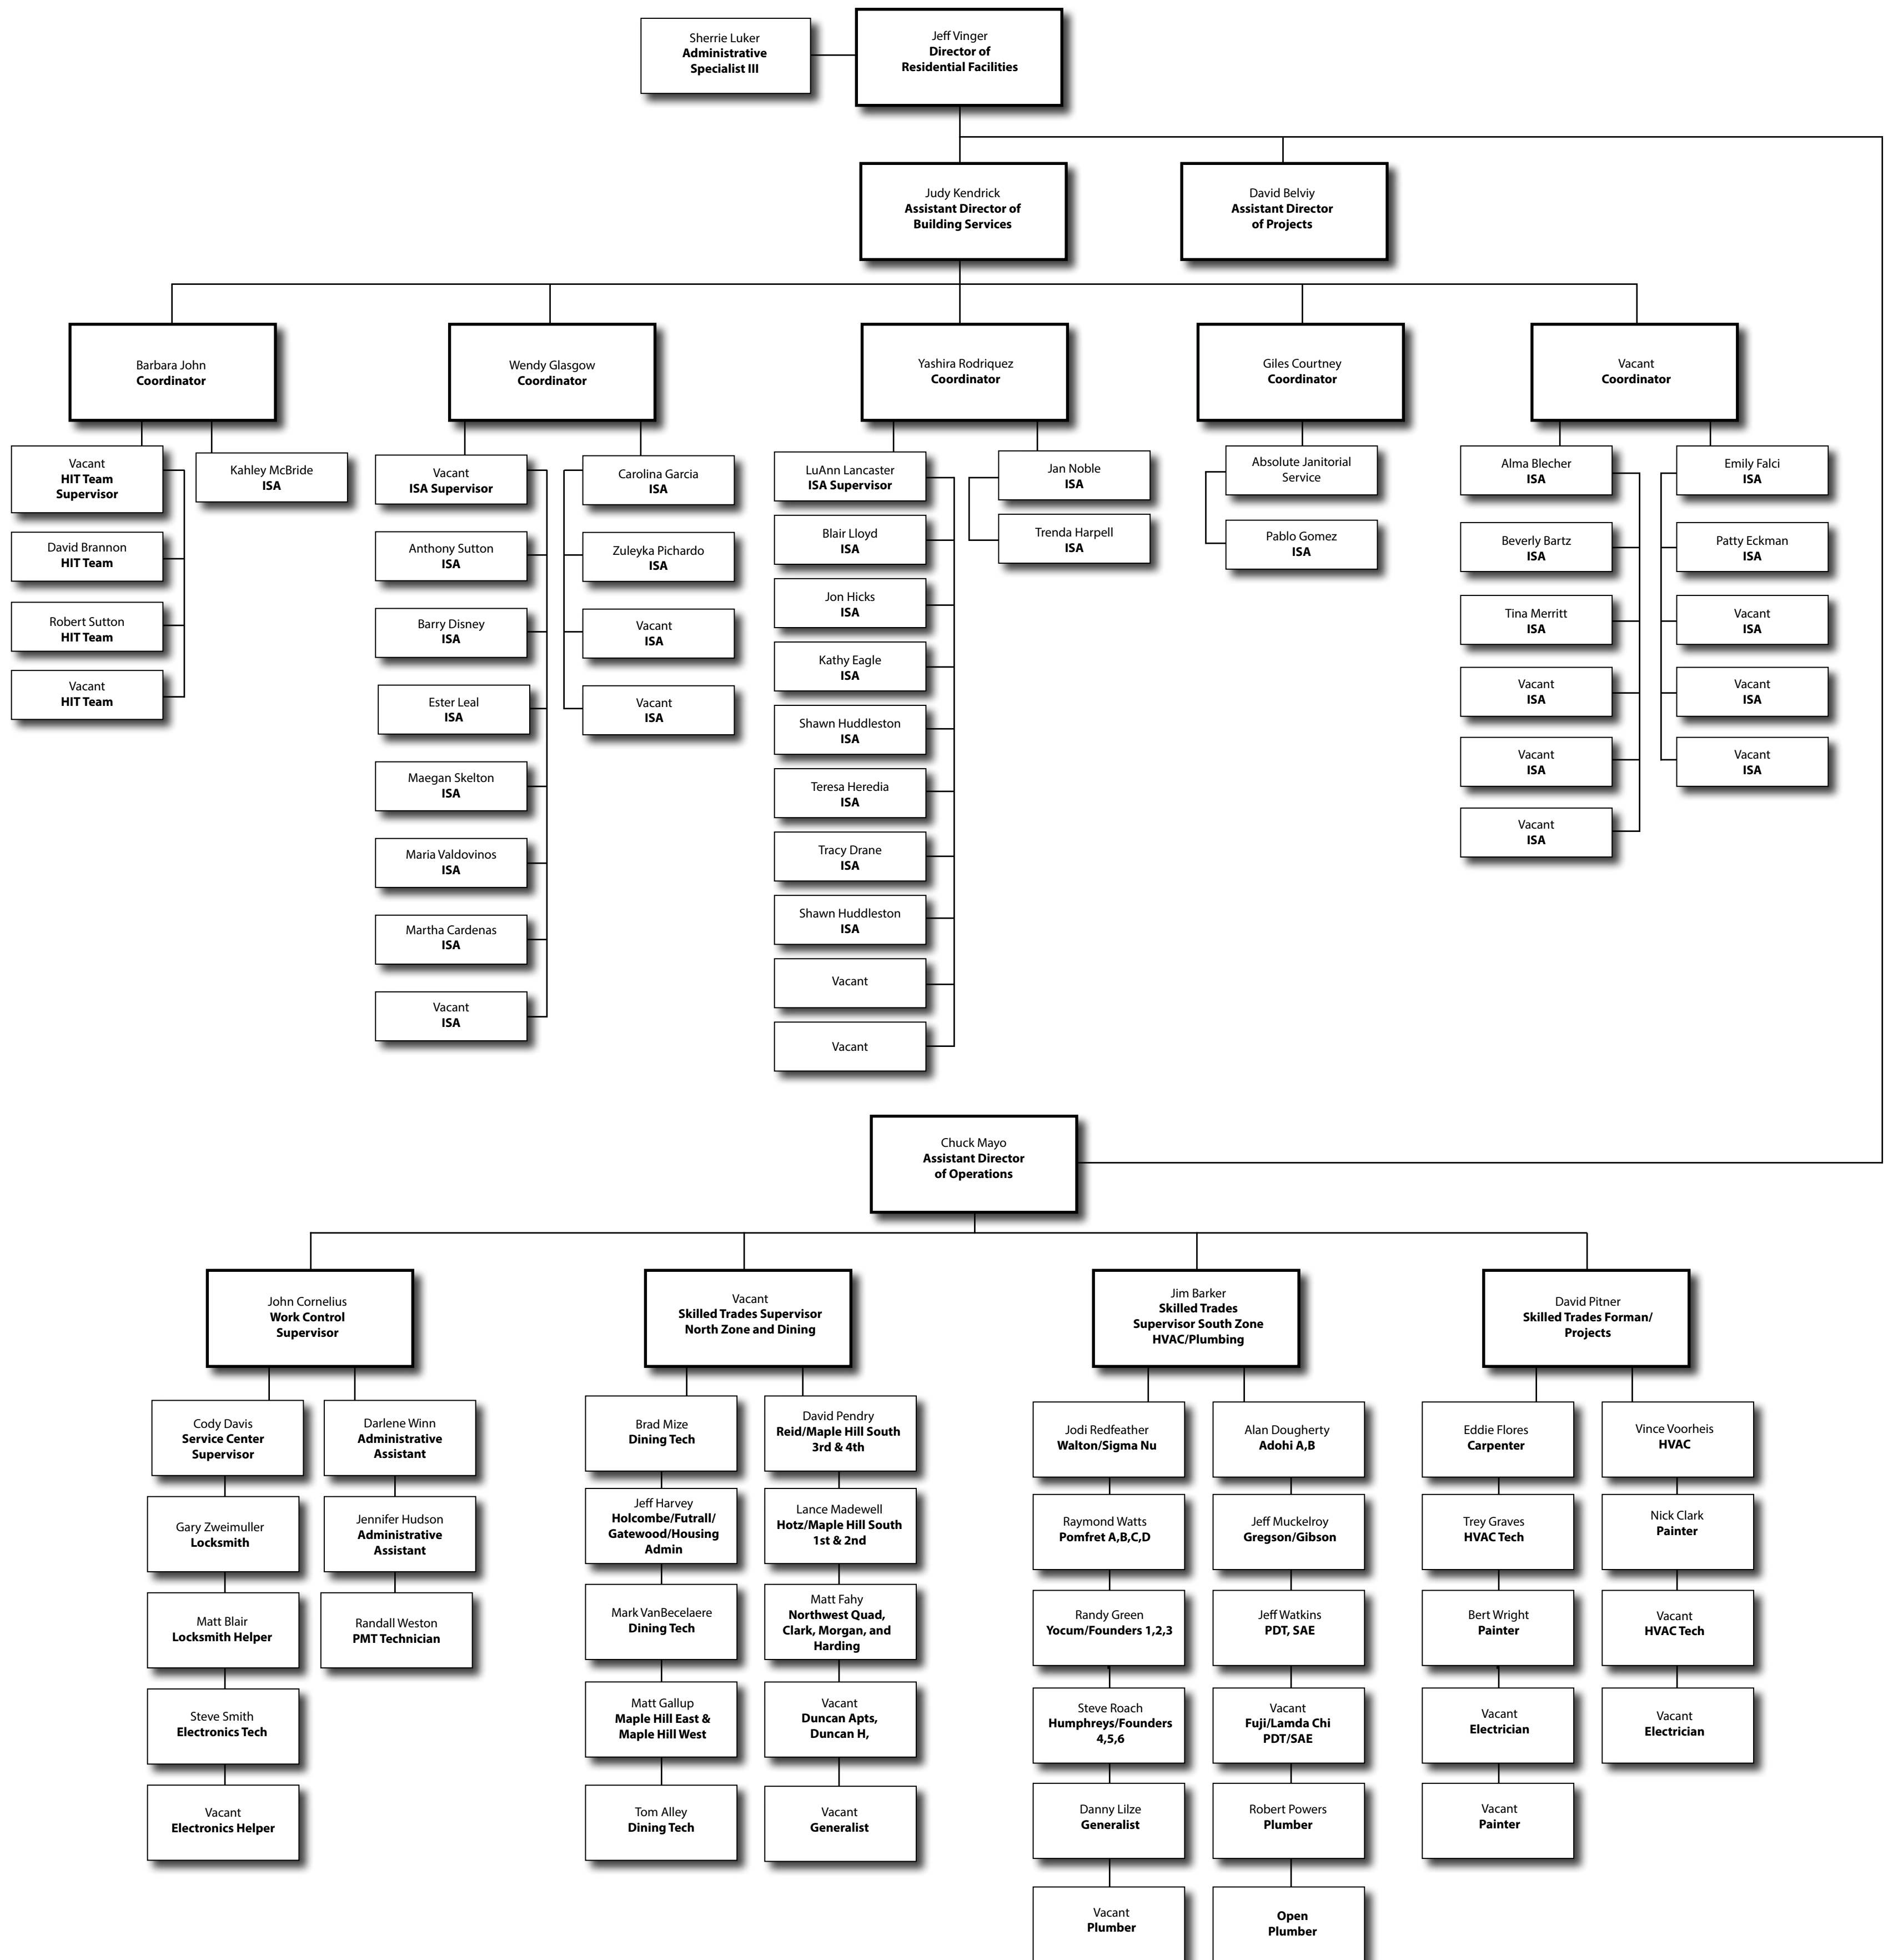 Sherrie Luker
Administrative
Specialist III
Jeff Vinger
Director of
Residential Facilities
Judy Kendrick
Assistant Director of
Building Services
David Belviy
Assistant Director
of Projects
Barbara John
Coordinator
Wendy Glasgow
Coordinator
Yashira Rodriquez
Coordinator
Giles Courtney
Coordinator
Vacant
Coordinator
Vacant
HIT Team
Supervisor
David Brannon
HIT Team
Robert Sutton
HIT Team
Vacant
HIT Team
Kahley McBride
ISA
Vacant
ISA Supervisor
Anthony Sutton
ISA
Barry Disney
ISA
Ester Leal
ISA
Maegan Skelton
ISA
Maria Valdovinos
ISA
Martha Cardenas
ISA
Vacant
ISA
Carolina Garcia
ISA
Zuleyka Pichardo
ISA
Vacant
ISA
Vacant
ISA
LuAnn Lancaster
ISA Supervisor
Blair Lloyd
ISA
Jon Hicks
ISA
Kathy Eagle
ISA
Shawn Huddleston
ISA
Teresa Heredia
ISA
Tracy Drane
ISA
Shawn Huddleston
ISA
Vacant
Vacant
Jan Noble
ISA
Trenda Harpell
ISA
Absolute Janitorial
Service
Pablo Gomez
ISA
Alma Blecher
ISA
Beverly Bartz
ISA
Tina Merritt
ISA
Vacant
ISA
Vacant
ISA
Vacant
ISA
Emily Falci
ISA
Patty Eckman
ISA
Vacant
ISA
Vacant
ISA
Vacant
ISA
Chuck Mayo
Assistant Director
of Operations
John Cornelius
Work Control
Supervisor
Vacant
Skilled Trades Supervisor
North Zone and Dining
Jim Barker
Skilled Trades
Supervisor South Zone
HVAC/Plumbing
David Pitner
Skilled Trades Forman/
Projects
Cody Davis
Service Center
Supervisor
Gary Zweimuller
Locksmith
Matt Blair
Locksmith Helper
Steve Smith
Electronics Tech
Vacant
Electronics Helper
Darlene Winn
Administrative
Assistant
Jennifer Hudson
Administrative
Assistant
Randall Weston
PMT Technician
Brad Mize
Dining Tech
Jeff Harvey
Holcombe/Futrall/
Gatewood/Housing
Admin
Mark VanBecelaere
Dining Tech
Matt Gallup
Maple Hill East &
Maple Hill West
Tom Alley
Dining Tech
David Pendry
Reid/Maple Hill South
3rd & 4th
Lance Madewell
Hotz/Maple Hill South
1st & 2nd
Matt Fahy
Northwest Quad,
Clark, Morgan, and
Harding
Vacant
Duncan Apts,
Duncan H,
Vacant
Generalist
Jodi Redfeather
Walton/Sigma Nu
Raymond Watts
Pomfret A,B,C,D
Randy Green
Yocum/Founders 1,2,3
Steve Roach
Humphreys/Founders
4,5,6
Danny Lilze
Generalist
Vacant
Plumber
Alan Dougherty
Adohi A,B
Jeff Muckelroy
Gregson/Gibson
Jeff Watkins
PDT, SAE
Vacant
Fuji/Lamda Chi
PDT/SAE
Robert Powers
Plumber
Open
Plumber
Eddie Flores
Carpenter
Trey Graves
HVAC Tech
Bert Wright
Painter
Vacant
Electrician
Vacant
Painter
Vince Voorheis
HVAC
Nick Clark
Painter
Vacant
HVAC Tech
Vacant
Electrician